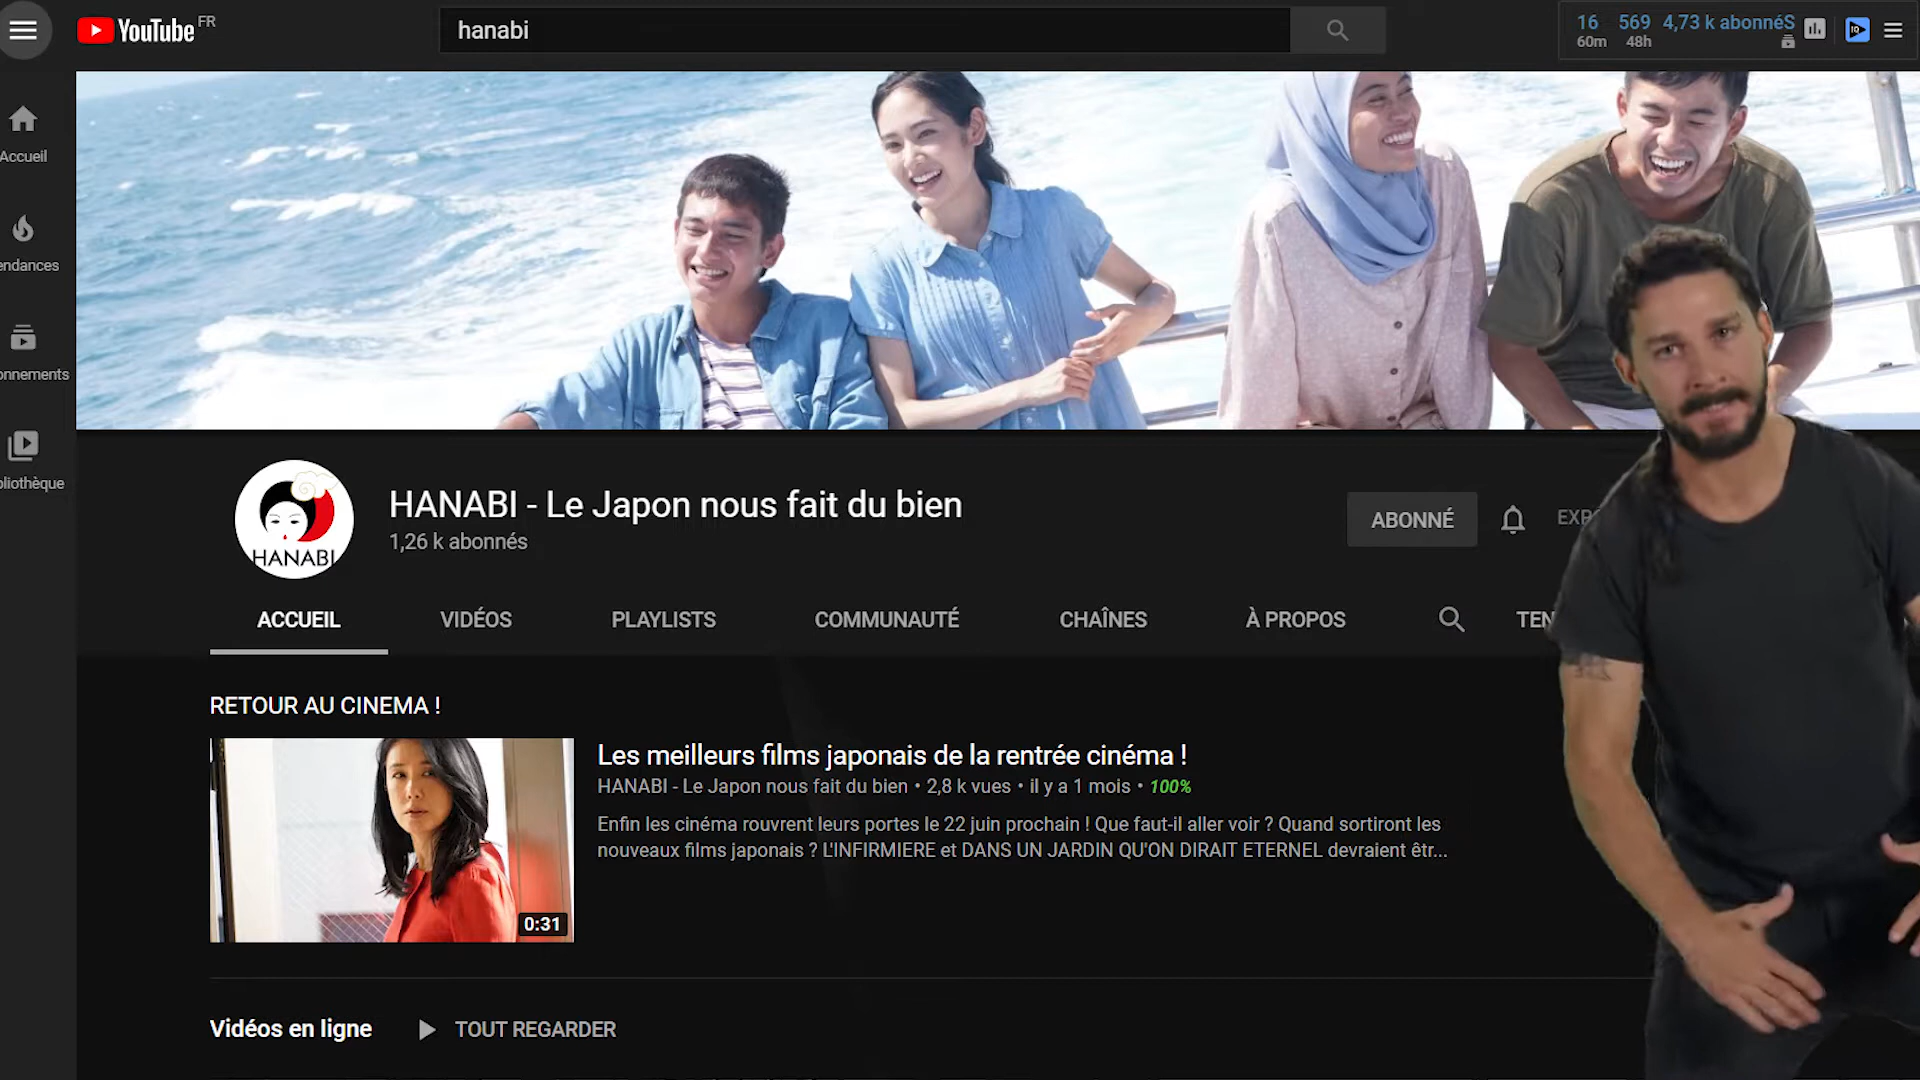 YouTube FR
hanabi
16 569 4,73 k abonnéS
60m 48h
Accueil
endances
onnements
bliothèque
HANABI
HANABI - Le Japon nous fait du bien
1,26 k abonnés
ABONNÉ
ACCUEIL VIDÉOS PLAYLISTS COMMUNAUTÉ CHAÎNES À PROPOS TEN
RETOUR AU CINEMA !
Les meilleurs films japonais de la rentrée cinéma !
HANABI - Le Japon nous fait du bien • 2,8 k vues • il y a 1 mois • 100%
Enfin les cinéma rouvrent leurs portes le 22 juin prochain ! Que faut-il aller voir ? Quand sortiront les
nouveaux films japonais ? L'INFIRMIERE et DANS UN JARDIN QU'ON DIRAIT ETERNEL devraient êtr...
0:31
Vidéos en ligne TOUT REGARDER